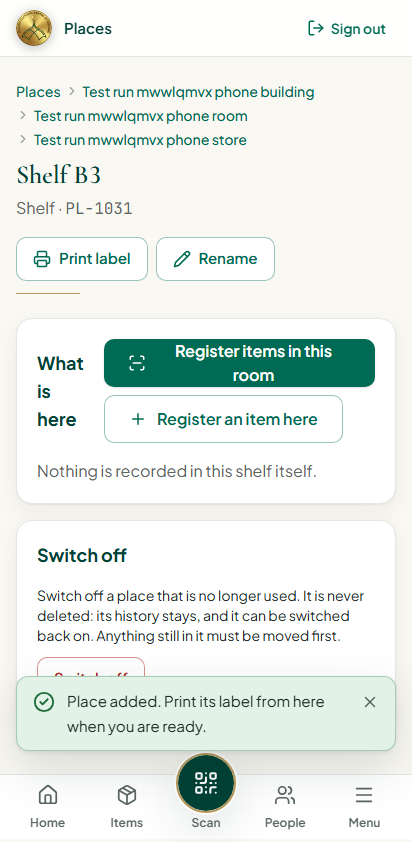 Places
Sign out
Places > Test run mwwlqmvx phone building
> Test run mwwlqmvx phone room
> Test run mwwlqmvx phone store
Shelf B3
Shelf · PL-1031
Print label
Rename
What is here
Register items in this room
Register an item here
Nothing is recorded in this shelf itself.
Switch off
Switch off a place that is no longer used. It is never
deleted: its history stays, and it can be switched
back on. Anything still in it must be moved first.
Switch off
Place added. Print its label from here
when you are ready.
Home
Items
Scan
People
Menu